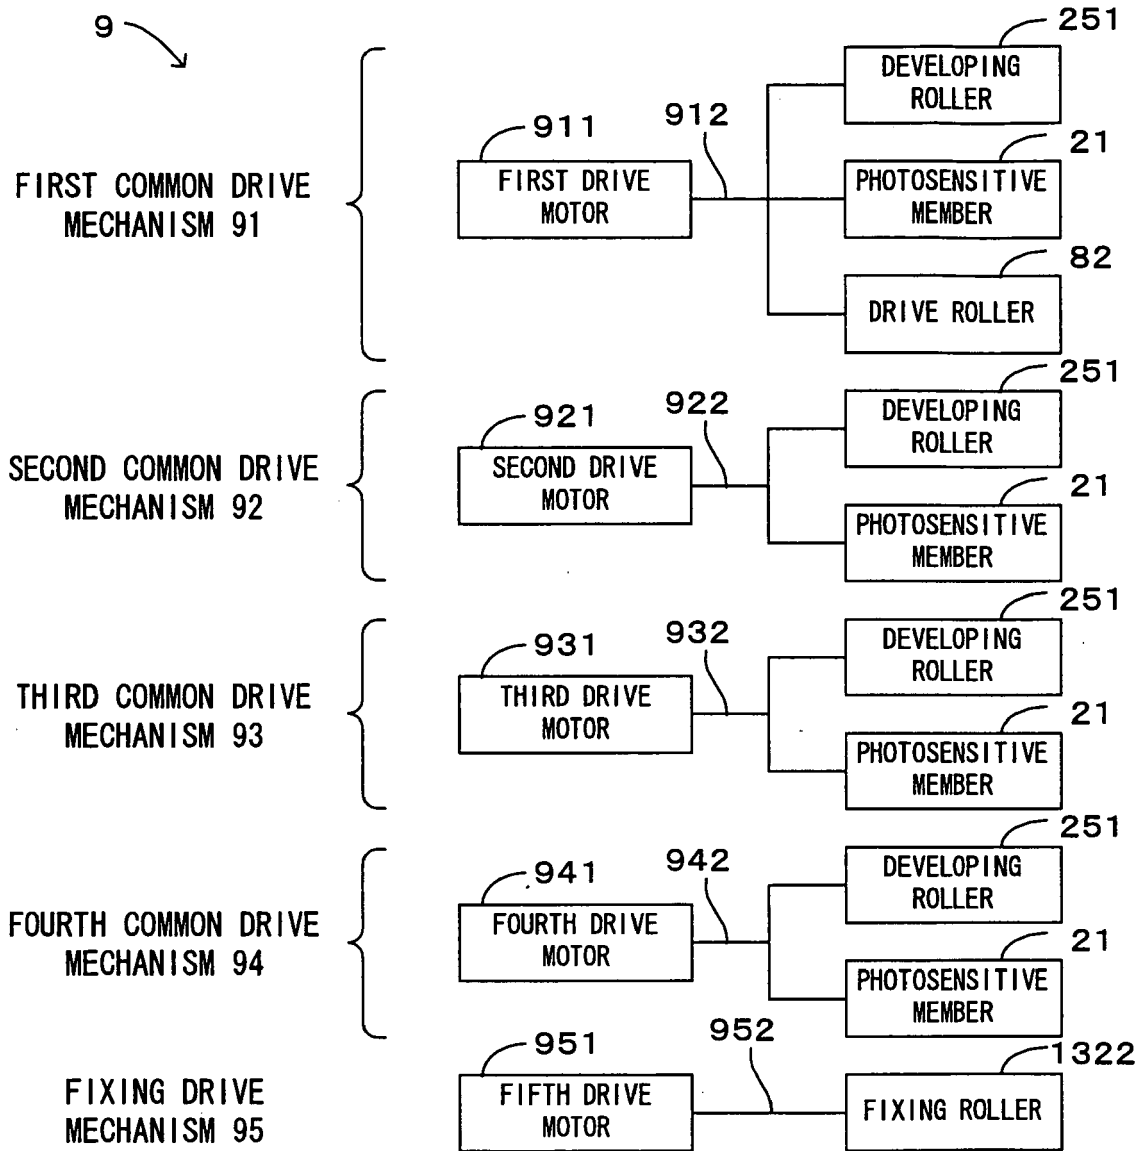 9
251
DEVELOPING
ROLLER
911
912
21
FIRST COMMON DRIVE
MECHANISM 91
FIRST DRIVE
MOTOR
PHOTOSENSITIVE
MEMBER
82
DRIVE ROLLER
251
921
922
DEVELOPING
ROLLER
SECOND COMMON DRIVE
MECHANISM 92
SECOND DRIVE
MOTOR
21
PHOTOSENSITIVE
MEMBER
251
931
932
DEVELOPING
ROLLER
THIRD COMMON DRIVE
MECHANISM 93
THIRD DRIVE
MOTOR
21
PHOTOSENSITIVE
MEMBER
251
941
942
DEVELOPING
ROLLER
FOURTH COMMON DRIVE
MECHANISM 94
FOURTH DRIVE
MOTOR
21
PHOTOSENSITIVE
MEMBER
951
952
1322
FIXING DRIVE
MECHANISM 95
FIFTH DRIVE
MOTOR
FIXING ROLLER